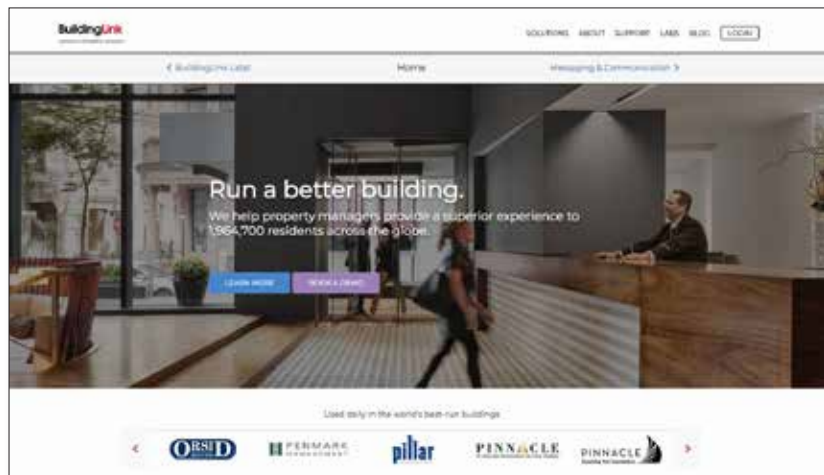 BuildingLink
SOLUTIONS ABOUT SUPPORT LABS BLOG LOGIN
BuildingLink Labs
Home
Messaging & Communication
Run a better building.
We help property managers provide a superior experience to
1,964,700 residents across the globe.
LEARN MORE
BOOK A DEMO
Used daily in the world's best-run buildings
ORSID
PENMARK
MANAGEMENT
pillar
PINNACLE
PINNACLE